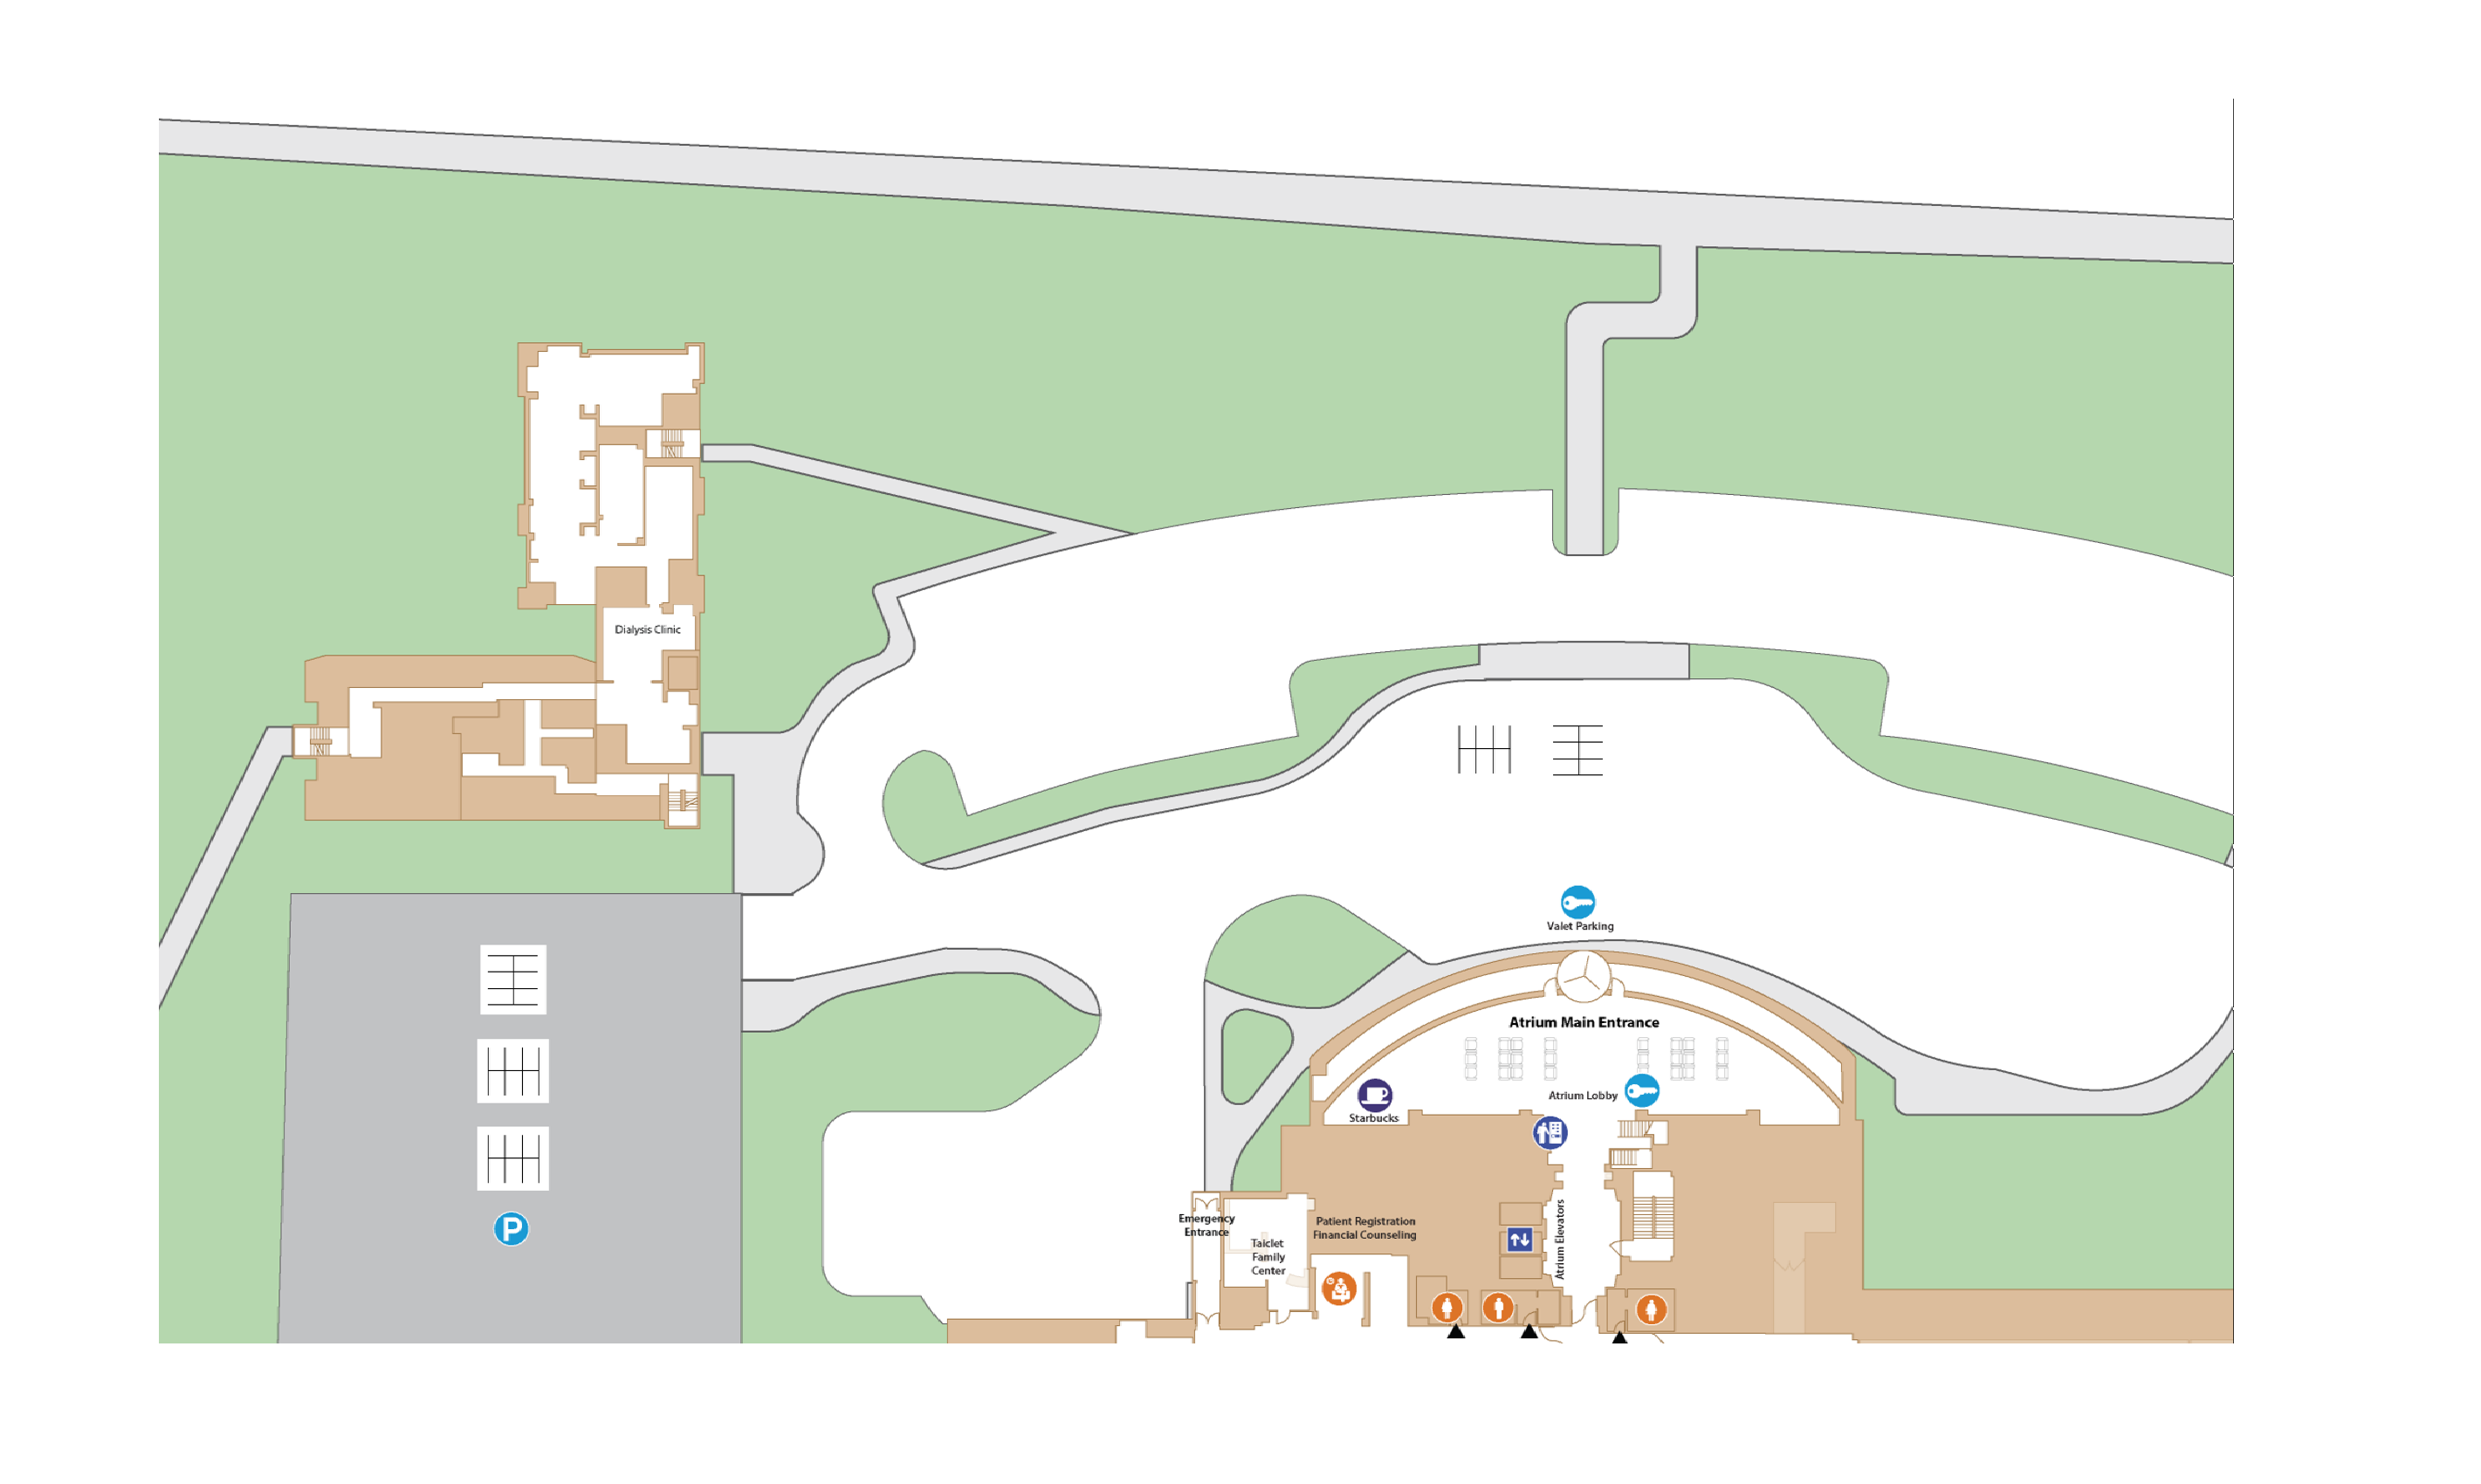 Dialysis Clinic
Valet Parking
Atrium Main Entrance
Atrium Lobby
Starbucks
Emergency
Entrance
Taiclet
Family
Center
Patient Registration
Financial Counseling
Atrium Elevators
P